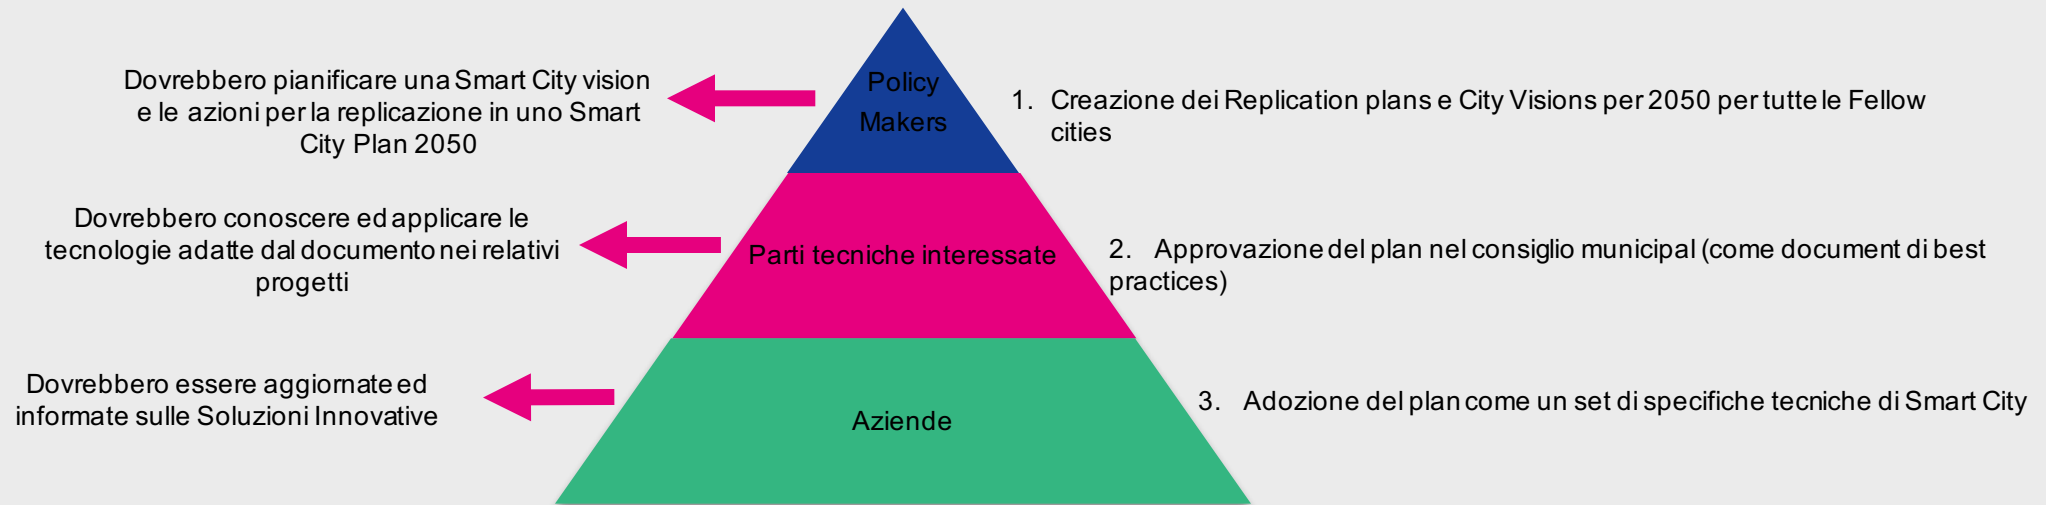 Dovrebbero pianificare una Smart City vision
e le azioni per la replicazione in uno Smart
City Plan 2050
Policy
Makers
1. Creazione dei Replication plans e City Visions per 2050 per tutte le Fellow
cities
Dovrebbero conoscere ed applicare le
tecnologie adatte dal documento nei relativi
progetti
Parti tecniche interessate
2. Approvazione del plan nel consiglio municipal (come document di best
practices)
Dovrebbero essere aggiornate ed
informate sulle Soluzioni Innovative
Aziende
3. Adozione del plan come un set di specifiche tecniche di Smart City